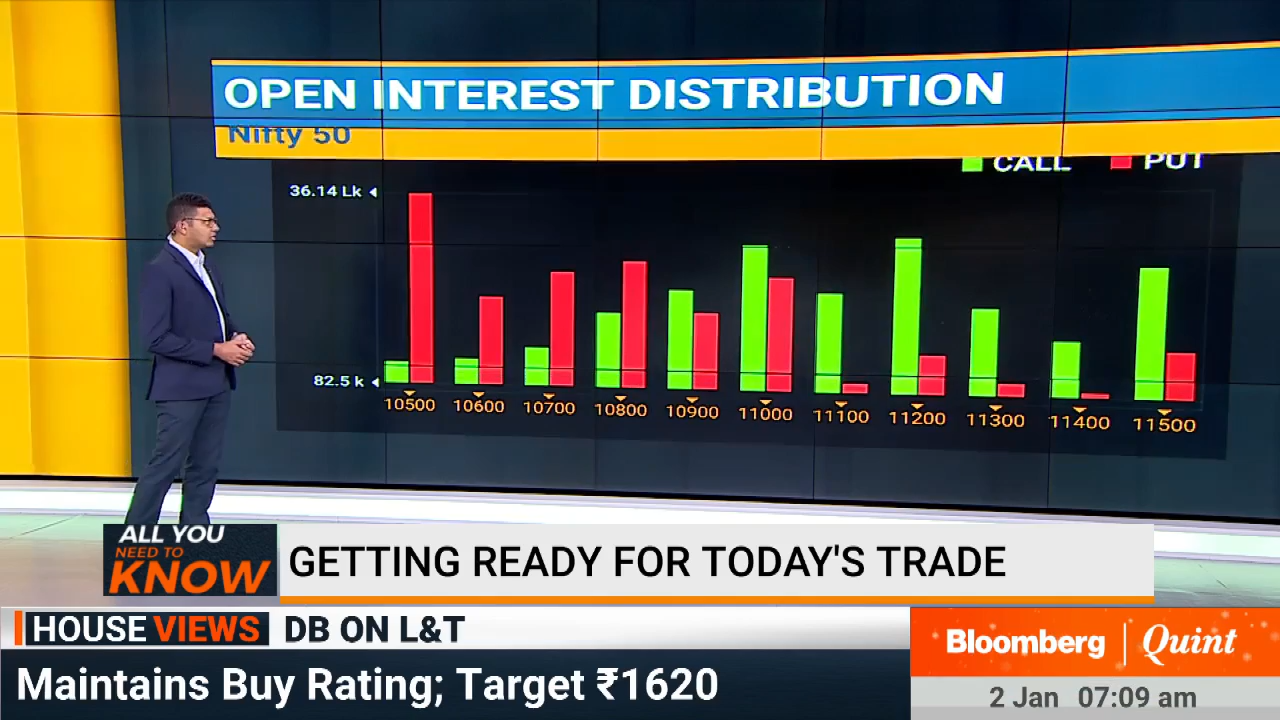 OPEN INTEREST DISTRIBUTION
Nifty 50
CALL PUT
36.14 Lk
82.5 k
10500 10600 10700 10800 10900 11000 11100 11200 11300 11400 11500
ALL YOU
NEED TO
KNOW
GETTING READY FOR TODAY'S TRADE
HOUSE VIEWS DB ON L&T
Maintains Buy Rating; Target ₹1620
Bloomberg | Quint
2 Jan 07:09 am